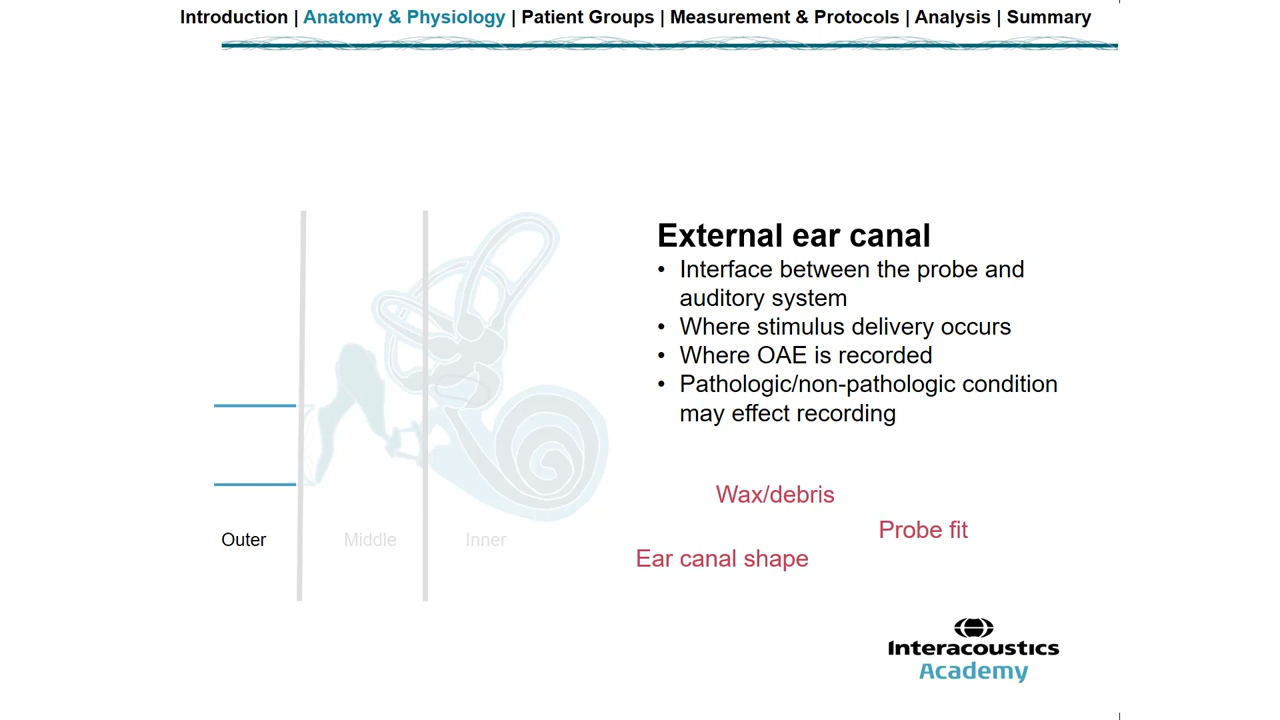 Introduction | Anatomy & Physiology | Patient Groups | Measurement & Protocols | Analysis | Summary
External ear canal
• Interface between the probe and
auditory system
• Where stimulus delivery occurs
• Where OAE is recorded
• Pathologic/non-pathologic condition
may effect recording
Wax/debris
Probe fit
Ear canal shape
Outer
Middle
Inner
Interacoustics
Academy